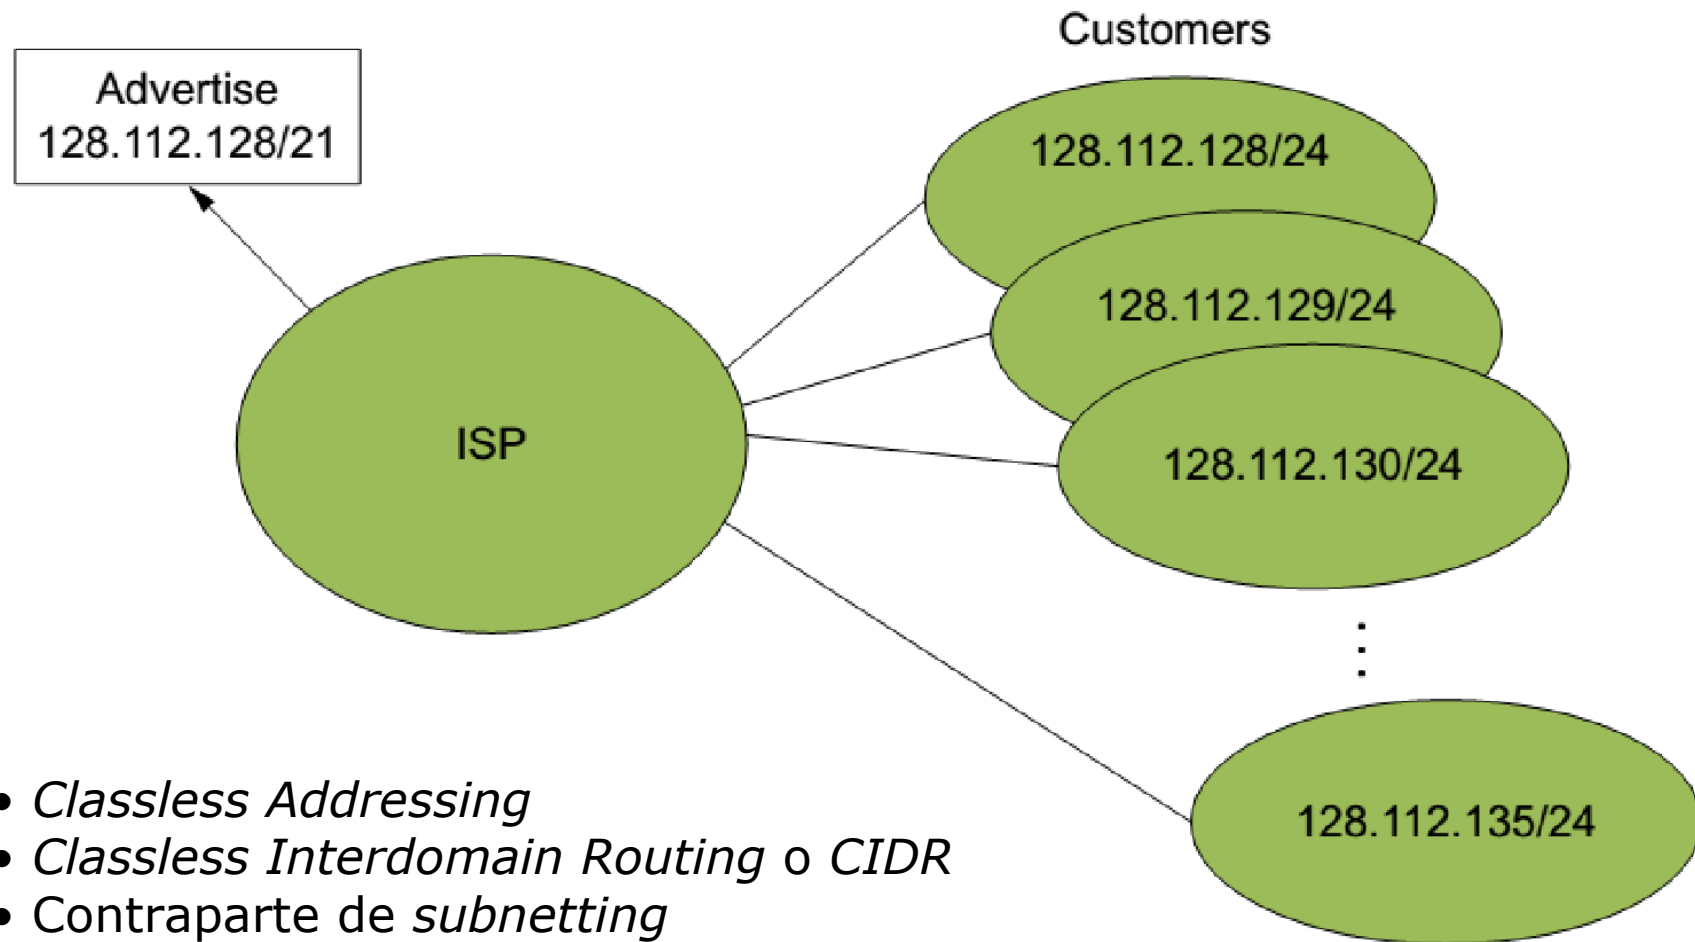 Customers
Advertise
128.112.128/21
128.112.128/24
128.112.129/24
128.112.130/24
ISP
⋮
128.112.135/24
• Classless Addressing
• Classless Interdomain Routing o CIDR
• Contraparte de subnetting